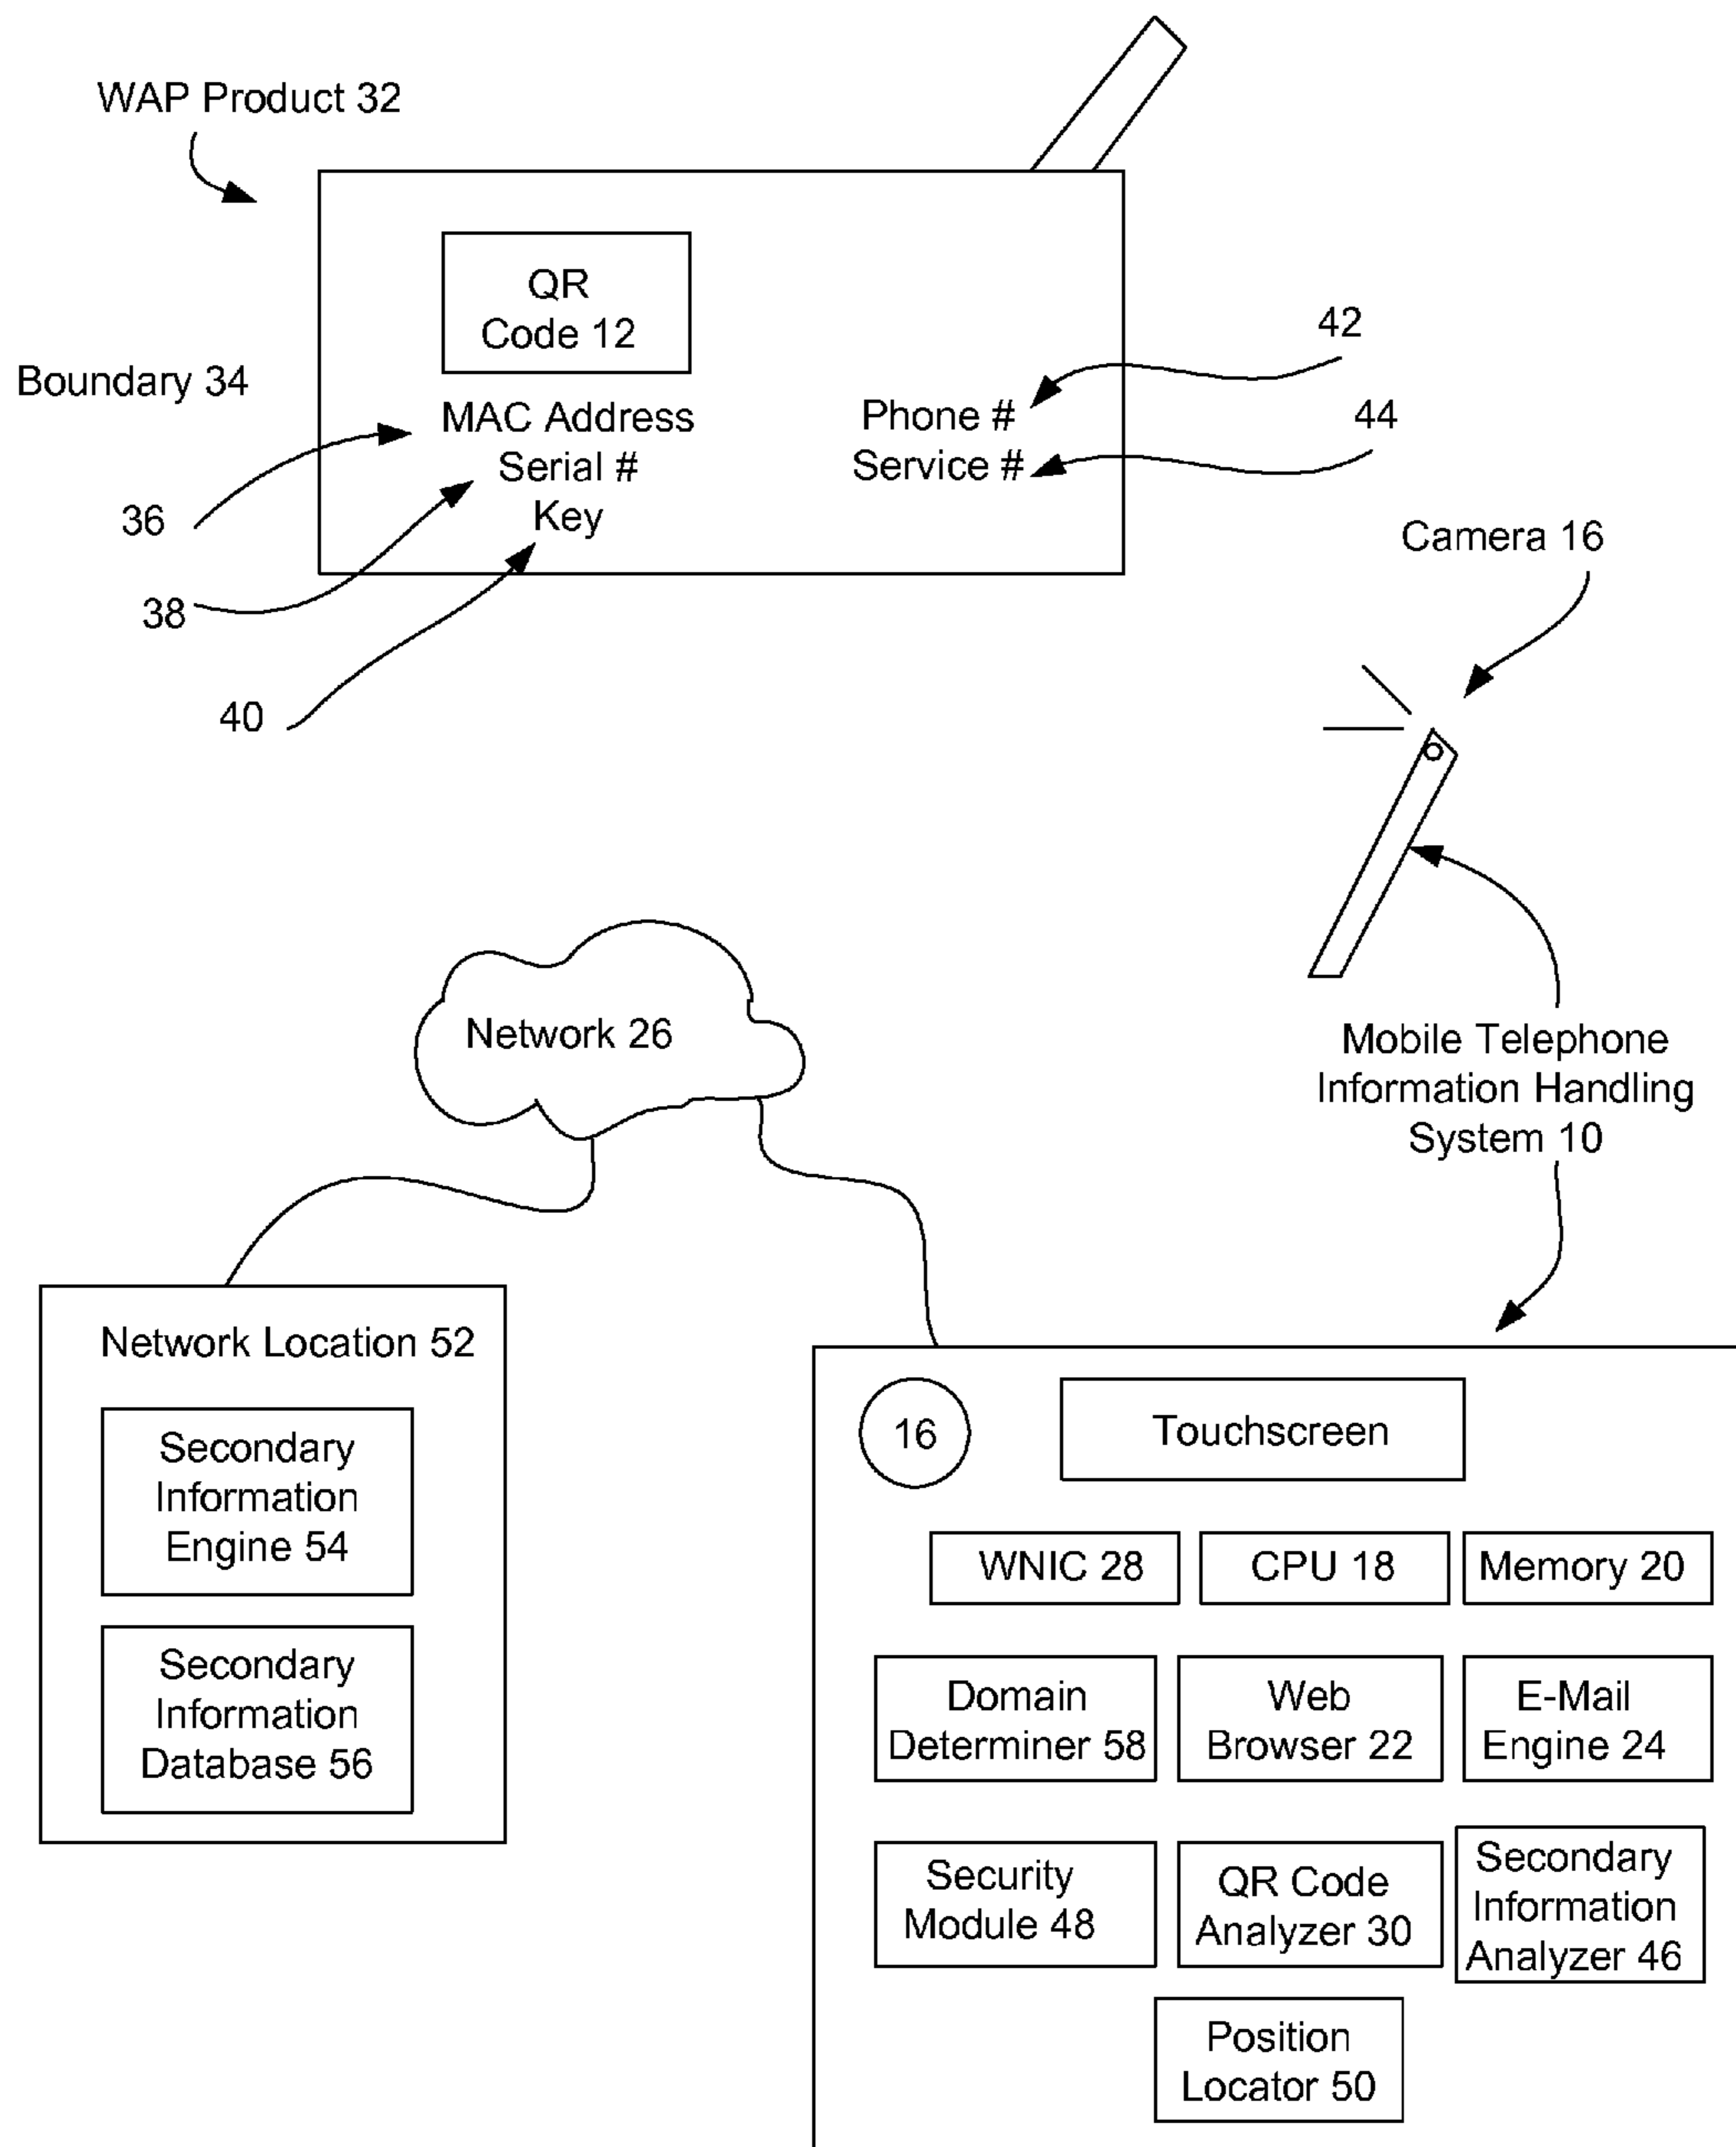 WAP Product 32
QR
Code 12
42
Boundary 34
MAC Address
Phone #
44
Serial #
Service #
36
Key
Camera 16
38
40
Network 26
Mobile Telephone
Information Handling
System 10
Network Location 52
Secondary
Information
Engine 54
Secondary
Information
Database 56
16
Touchscreen
WNIC 28
CPU 18
Memory 20
Domain
Determiner 58
Web
Browser 22
E-Mail
Engine 24
Security
Module 48
QR Code
Analyzer 30
Secondary
Information
Analyzer 46
Position
Locator 50